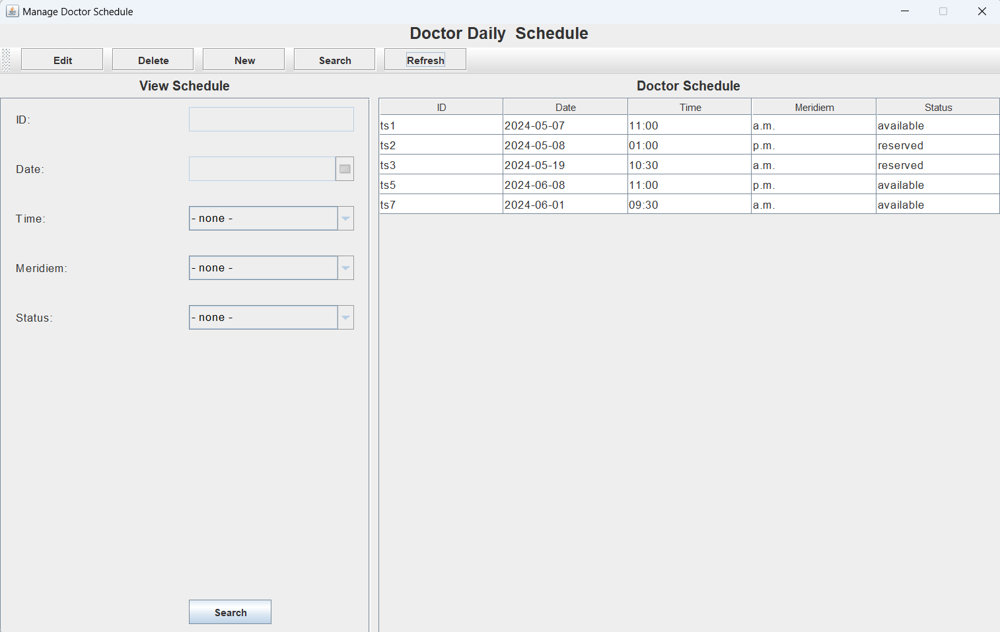 Manage Doctor Schedule
Doctor Daily  Schedule
Edit Delete New Search Refresh
View Schedule
ID:
Date:
Time: - none -
Meridiem: - none -
Status: - none -
Search
Doctor Schedule
ID Date Time Meridiem Status
ts1 2024-05-07 11:00 a.m. available
ts2 2024-05-08 01:00 p.m. reserved
ts3 2024-05-19 10:30 a.m. reserved
ts5 2024-06-08 11:00 p.m. available
ts7 2024-06-01 09:30 a.m. available